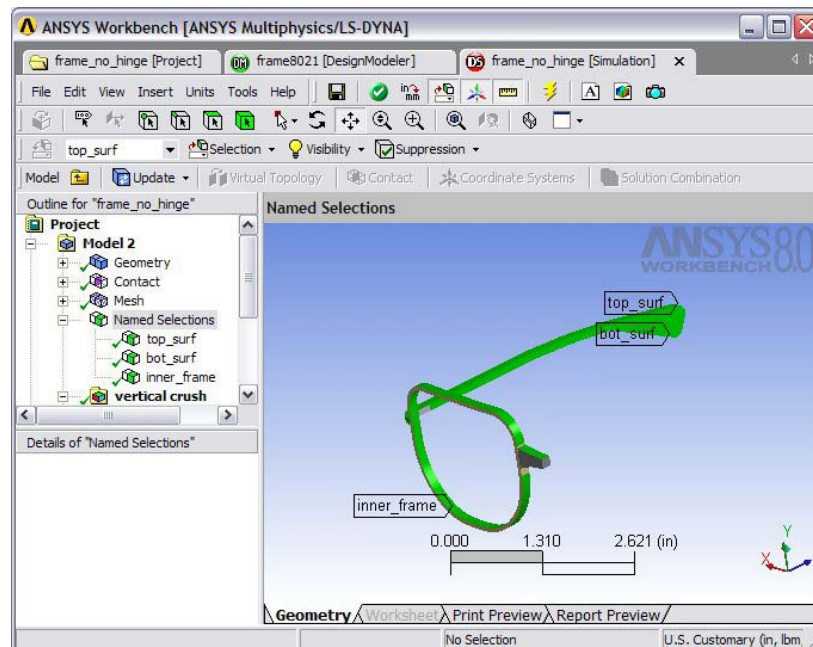 ANSYS Workbench [ANSYS Multiphysics/LS-DYNA]
frame_no_hinge [Project] DM frame8021 [DesignModeler] DS frame_no_hinge [Simulation] x
File Edit View Insert Units Tools Help
top_surf Selection Visibility Suppression
Model Update Virtual Topology Contact Coordinate Systems Solution Combination
Outline for "frame_no_hinge"
Project
Model 2
Geometry
Contact
Mesh
Named Selections
top_surf
bot_surf
inner_frame
vertical crush
Details of "Named Selections"
Named Selections
ANSYS 8.0
WORKBENCH
top_surf
bot_surf
inner_frame
0.000 1.310 2.621 (in)
Y
X
Geometry Worksheet Print Preview Report Preview
No Selection U.S. Customary (in, lbm,